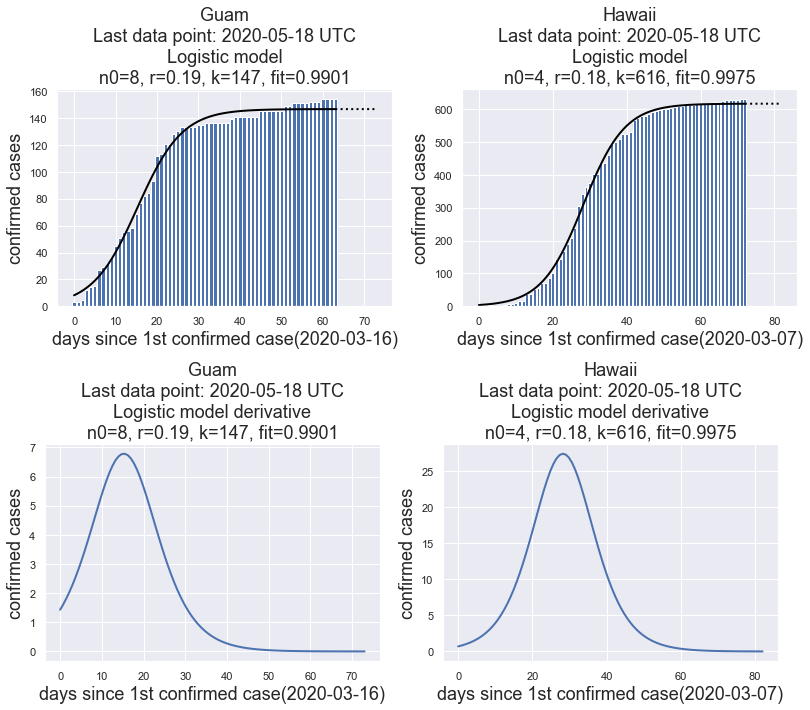 Guam
Last data point: 2020-05-18 UTC
Logistic model
n0=8, r=0.19, k=147, fit=0.9901
confirmed cases
160
140
120
100
80
60
40
20
0
0 10 20 30 40 50 60 70
days since 1st confirmed case(2020-03-16)
Hawaii
Last data point: 2020-05-18 UTC
Logistic model
n0=4, r=0.18, k=616, fit=0.9975
confirmed cases
600
500
400
300
200
100
0
0 20 40 60 80
days since 1st confirmed case(2020-03-07)
Guam
Last data point: 2020-05-18 UTC
Logistic model derivative
n0=8, r=0.19, k=147, fit=0.9901
confirmed cases
7
6
5
4
3
2
1
0
0 10 20 30 40 50 60 70
days since 1st confirmed case(2020-03-16)
Hawaii
Last data point: 2020-05-18 UTC
Logistic model derivative
n0=4, r=0.18, k=616, fit=0.9975
confirmed cases
25
20
15
10
5
0
0 20 40 60 80
days since 1st confirmed case(2020-03-07)